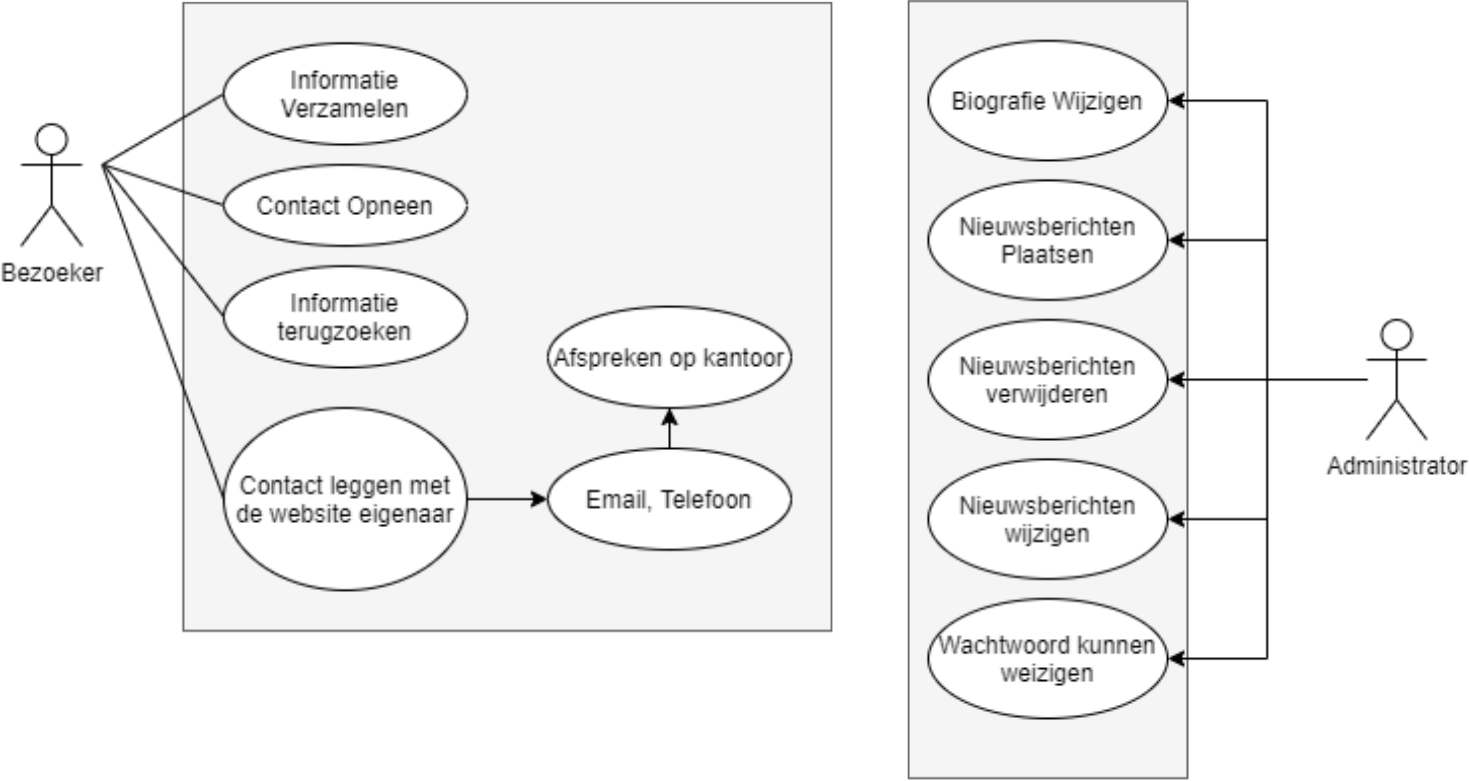 Informatie
Verzamelen
Contact Opneen
Bezoeker
Informatie
terugzoeken
Afspreken op kantoor
Contact leggen met
de website eigenaar
Email, Telefoon
Biografie Wijzigen
Nieuwsberichten
Plaatsen
Nieuwsberichten
verwijderen
Administrator
Nieuwsberichten
wijzigen
Wachtwoord kunnen
weizigen